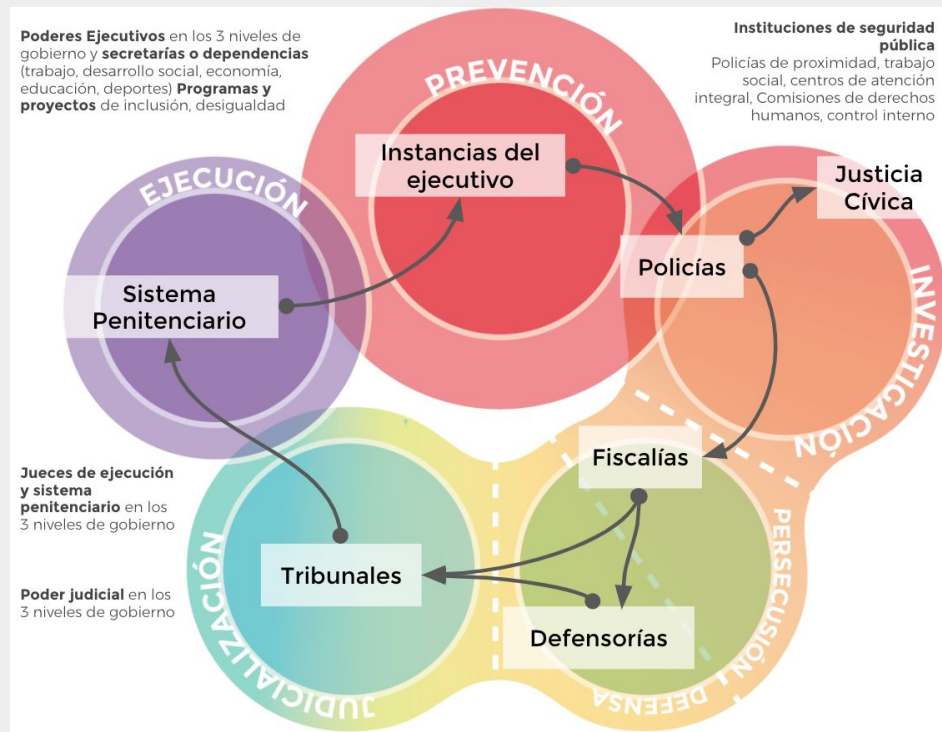 Poderes Ejecutivos en los 3 niveles de
gobierno y secretarías o dependencias
(trabajo, desarrollo social, economía,
educación, deportes) Programas y
proyectos de inclusión, desigualdad
Instituciones de seguridad
pública
Policías de proximidad, trabajo
social, centros de atención
integral, Comisiones de derechos
humanos, control interno
PREVENCIÓN
Instancias del
ejecutivo
Justicia
Cívica
Policías
INVESTIGACIÓN
EJECUCIÓN
Sistema
Penitenciario
Fiscalías
Jueces de ejecución
y sistema
penitenciario en los
3 niveles de gobierno
Tribunales
Poder judicial en los
3 niveles de gobierno
Defensorías
JUDICIALIZACIÓN
PERSECUSIÓN
DEFENSA